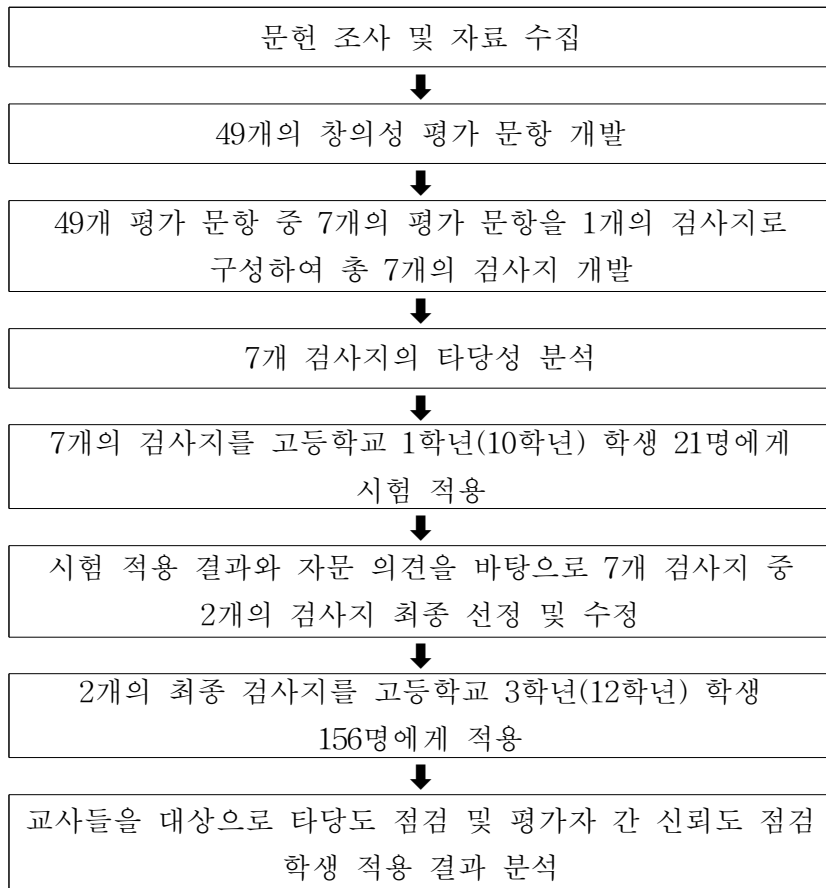 문헌 조사 및 자료 수집
49개의 창의성 평가 문항 개발
49개 평가 문항 중 7개의 평가 문항을 1개의 검사지로
구성하여 총 7개의 검사지 개발
7개 검사지의 타당성 분석
7개의 검사지를 고등학교 1학년(10학년) 학생 21명에게
시험 적용
시험 적용 결과와 자문 의견을 바탕으로 7개 검사지 중
2개의 검사지 최종 선정 및 수정
2개의 최종 검사지를 고등학교 3학년(12학년) 학생
156명에게 적용
교사들을 대상으로 타당도 점검 및 평가자 간 신뢰도 점검
학생 적용 결과 분석